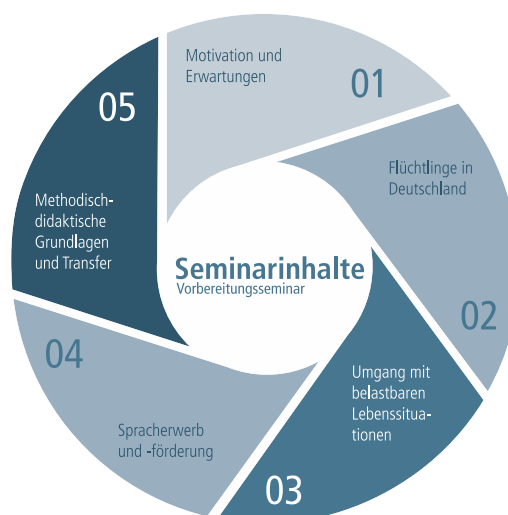 Seminarinhalte
Vorbereitungsseminar
Motivation und
Erwartungen
01
Flüchtlinge in
Deutschland
02
Umgang mit
belastbaren
Lebenssitua-
tionen
03
04
Spracherwerb
und -förderung
05
Methodisch-
didaktische
Grundlagen
und Transfer